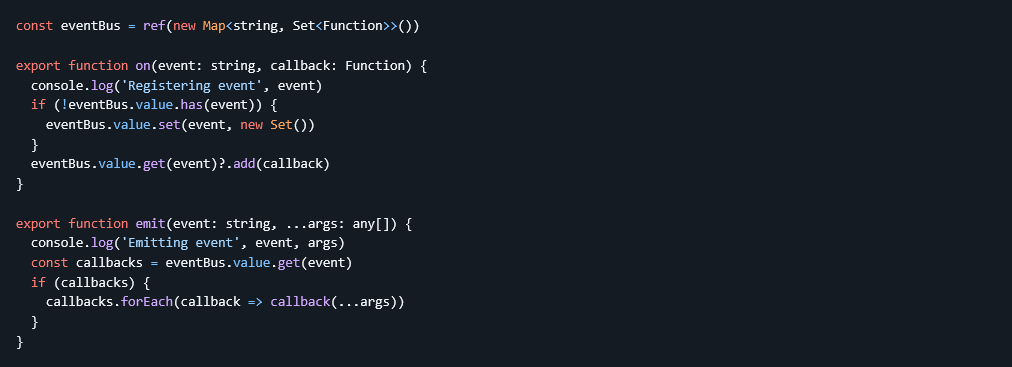 const eventBus = ref(new Map<string, Set<Function>>())
export function on(event: string, callback: Function) {
  console.log('Registering event', event)
  if (!eventBus.value.has(event)) {
    eventBus.value.set(event, new Set())
  }
  eventBus.value.get(event)?.add(callback)
}
export function emit(event: string, ...args: any[]) {
  console.log('Emitting event', event, args)
  const callbacks = eventBus.value.get(event)
  if (callbacks) {
    callbacks.forEach(callback => callback(...args))
  }
}